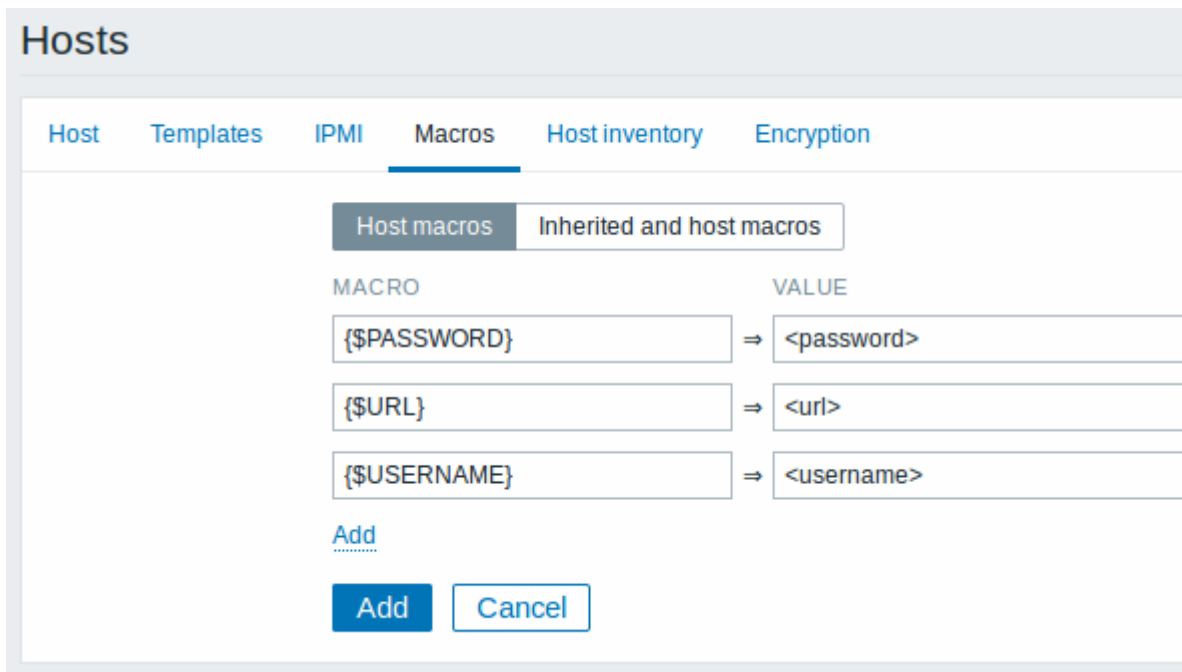 Hosts
Host Templates IPMI Macros Host inventory Encryption
Host macros Inherited and host macros
MACRO VALUE
{$PASSWORD} ⇒ <password>
{$URL} ⇒ <url>
{$USERNAME} ⇒ <username>
Add
Add Cancel